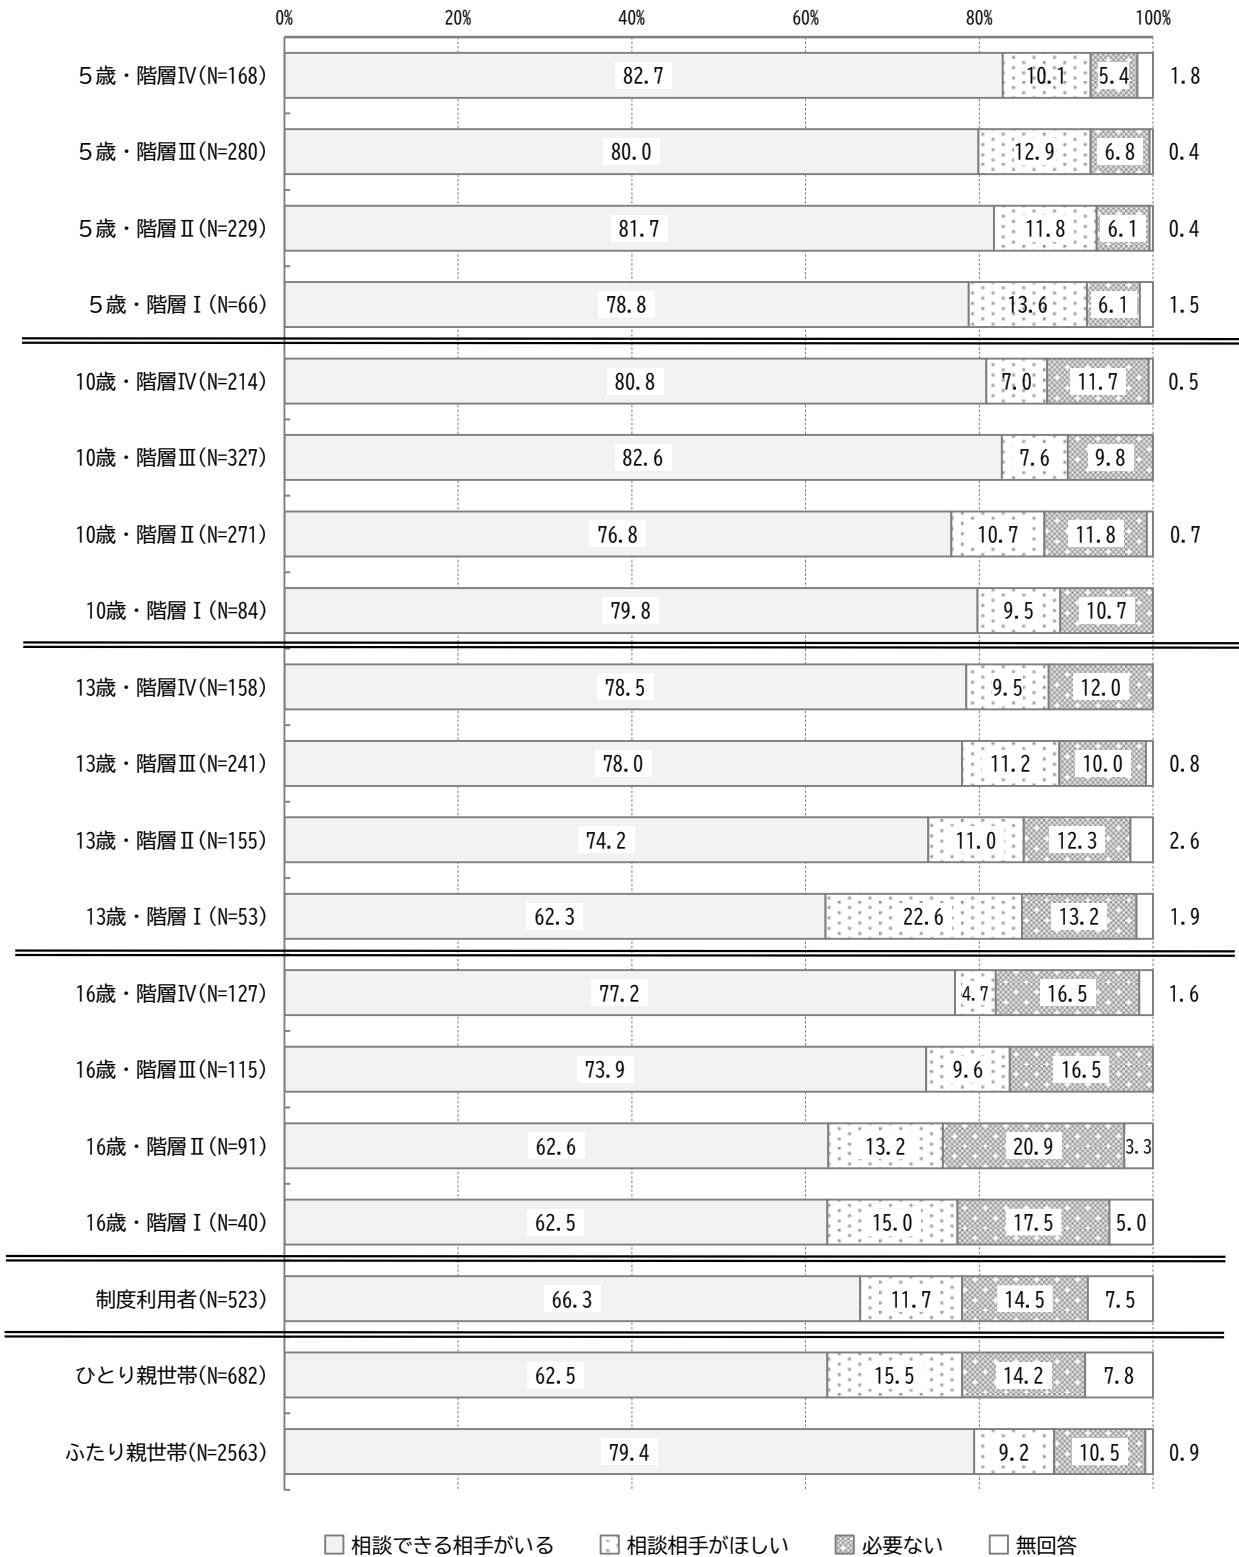 0% 20% 40% 60% 80% 100%
５歳・階層Ⅳ(N=168) 82.7 10.1 5.4 1.8
５歳・階層Ⅲ(N=280) 80.0 12.9 6.8 0.4
５歳・階層Ⅱ(N=229) 81.7 11.8 6.1 0.4
５歳・階層Ⅰ(N=66) 78.8 13.6 6.1 1.5
10歳・階層Ⅳ(N=214) 80.8 7.0 11.7 0.5
10歳・階層Ⅲ(N=327) 82.6 7.6 9.8
10歳・階層Ⅱ(N=271) 76.8 10.7 11.8 0.7
10歳・階層Ⅰ(N=84) 79.8 9.5 10.7
13歳・階層Ⅳ(N=158) 78.5 9.5 12.0
13歳・階層Ⅲ(N=241) 78.0 11.2 10.0 0.8
13歳・階層Ⅱ(N=155) 74.2 11.0 12.3 2.6
13歳・階層Ⅰ(N=53) 62.3 22.6 13.2 1.9
16歳・階層Ⅳ(N=127) 77.2 4.7 16.5 1.6
16歳・階層Ⅲ(N=115) 73.9 9.6 16.5
16歳・階層Ⅱ(N=91) 62.6 13.2 20.9 3.3
16歳・階層Ⅰ(N=40) 62.5 15.0 17.5 5.0
制度利用者(N=523) 66.3 11.7 14.5 7.5
ひとり親世帯(N=682) 62.5 15.5 14.2 7.8
ふたり親世帯(N=2563) 79.4 9.2 10.5 0.9
相談できる相手がいる 相談相手がほしい 必要ない 無回答